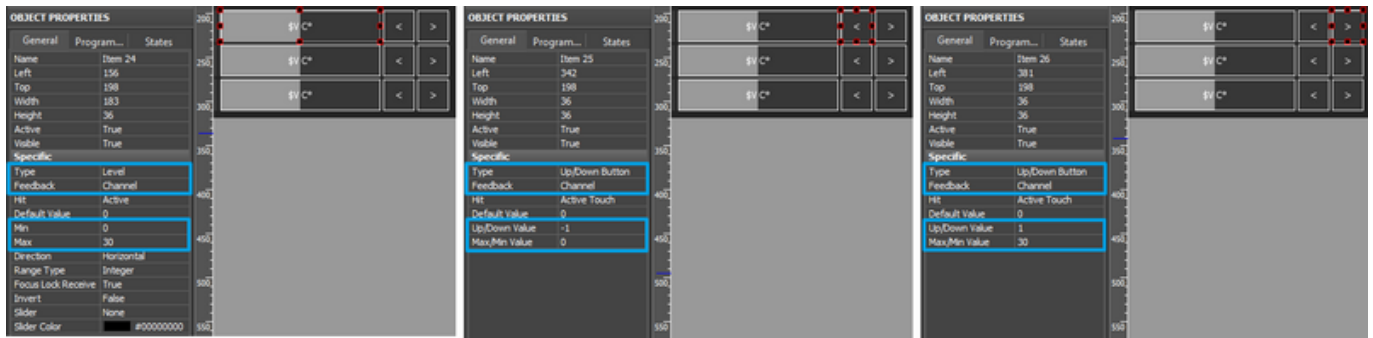 OBJECT PROPERTIES
General Program... States
Name Item 24
Left 156
Top 198
Width 183
Height 36
Active True
Visible True
Specific
Type Level
Feedback Channel
Hit Active
Default Value 0
Min 0
Max 30
Direction Horizontal
Range Type Integer
Focus Lock Receive True
Invert False
Slider None
Slider Color #00000000
200
250
300
350
400
450
500
550
$V C° < >
$V C° < >
$V C° < >
OBJECT PROPERTIES
General Program... States
Name Item 25
Left 342
Top 198
Width 36
Height 36
Active True
Visible True
Specific
Type Up/Down Button
Feedback Channel
Hit Active Touch
Default Value 0
Up/Down Value -1
Max/Min Value 0
200
250
300
350
400
450
500
550
$V C° < >
$V C° < >
$V C° < >
OBJECT PROPERTIES
General Program... States
Name Item 26
Left 381
Top 198
Width 36
Height 36
Active True
Visible True
Specific
Type Up/Down Button
Feedback Channel
Hit Active Touch
Default Value 0
Up/Down Value 1
Max/Min Value 30
200
250
300
350
400
450
500
550
$V C° < >
$V C° < >
$V C° < >